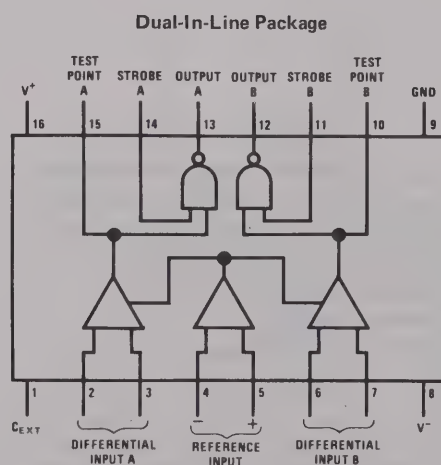 Dual-In-Line Package
V+
TEST POINT A
STROBE A
OUTPUT A
OUTPUT B
STROBE B
TEST POINT B
GND
16 15 14 13 12 11 10 9
1 2 3 4 5 6 7 8
− +
CEXT
DIFFERENTIAL INPUT A
REFERENCE INPUT
DIFFERENTIAL INPUT B
V−